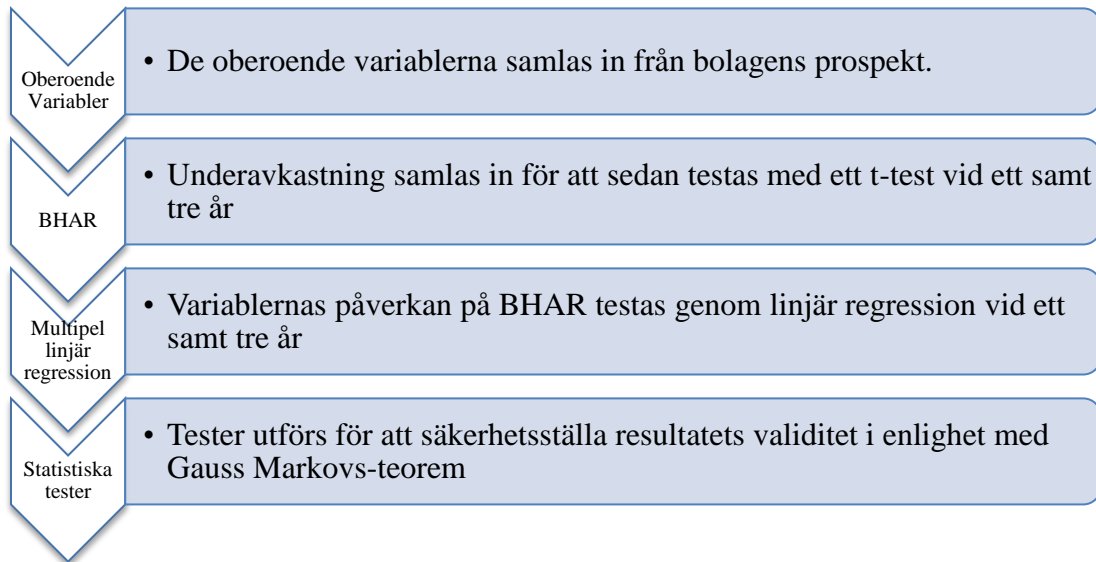 Oberoende
Variabler
• De oberoende variablerna samlas in från bolagens prospekt.
BHAR
• Underavkastning samlas in för att sedan testas med ett t-test vid ett samt
tre år
Multipel
linjär
regression
• Variablernas påverkan på BHAR testas genom linjär regression vid ett
samt tre år
Statistiska
tester
• Tester utförs för att säkerhetsställa resultatets validitet i enlighet med
Gauss Markovs-teorem